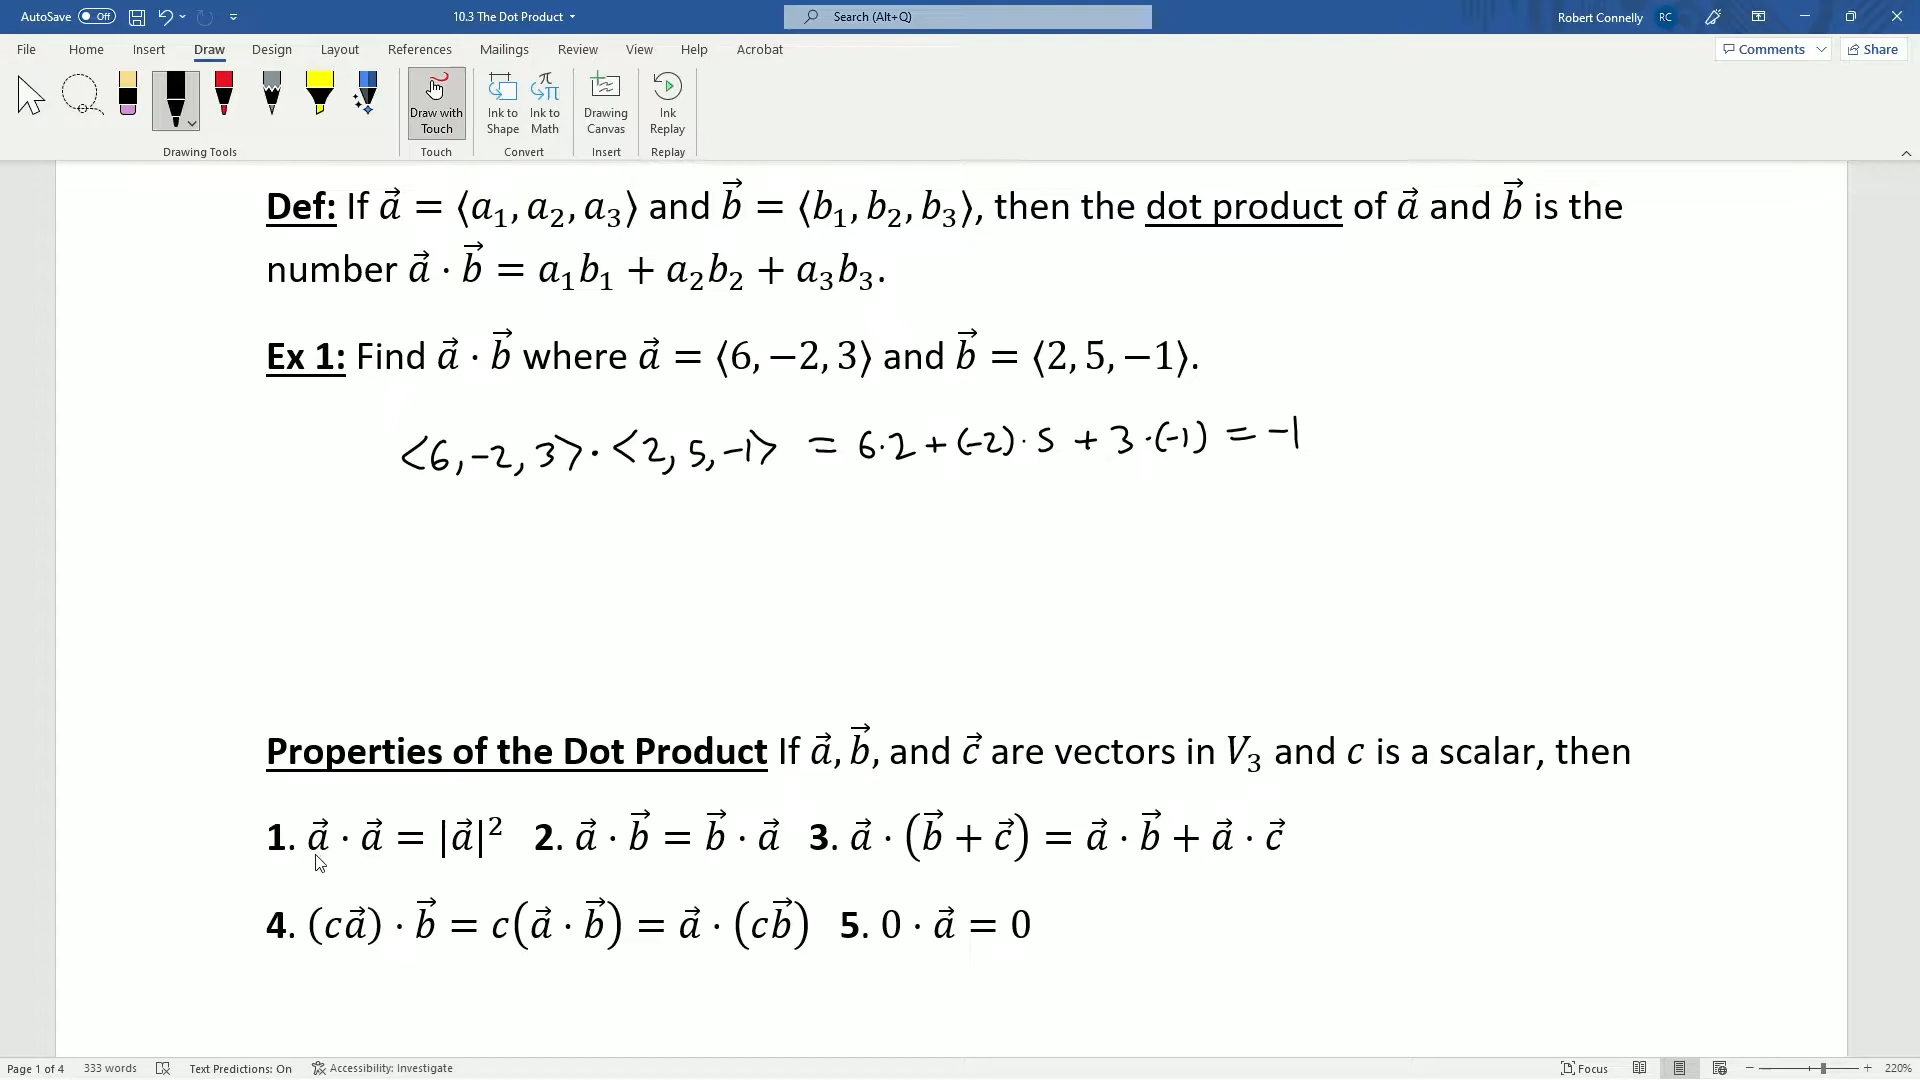 AutoSave Off 10.3 The Dot Product Search (Alt+Q) Robert Connelly RC
File Home Insert Draw Design Layout References Mailings Review View Help Acrobat Comments Share
Draw with Touch Ink to Shape Ink to Math Drawing Canvas Ink Replay
Drawing Tools Touch Convert Insert Replay
Def: If a⃗ = ⟨a₁, a₂, a₃⟩ and b⃗ = ⟨b₁, b₂, b₃⟩, then the dot product of a⃗ and b⃗ is the
number a⃗ · b⃗ = a₁b₁ + a₂b₂ + a₃b₃.
Ex 1: Find a⃗ · b⃗ where a⃗ = ⟨6, −2, 3⟩ and b⃗ = ⟨2, 5, −1⟩.
<6, -2, 3> · <2, 5, -1> = 6·2 + (-2)·5 + 3·(-1) = -1
Properties of the Dot Product If a⃗, b⃗, and c⃗ are vectors in V₃ and c is a scalar, then
1. a⃗ · a⃗ = |a⃗|² 2. a⃗ · b⃗ = b⃗ · a⃗ 3. a⃗ · (b⃗ + c⃗) = a⃗ · b⃗ + a⃗ · c⃗
4. (ca⃗) · b⃗ = c(a⃗ · b⃗) = a⃗ · (cb⃗) 5. 0 · a⃗ = 0
Page 1 of 4 333 words Text Predictions: On Accessibility: Investigate Focus 220%